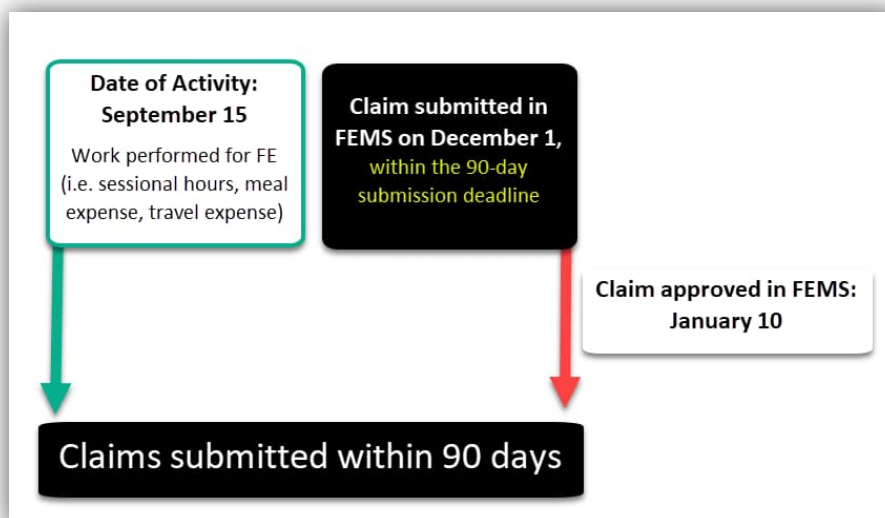 Date of Activity:
September 15
Work performed for FE
(i.e. sessional hours, meal
expense, travel expense)
Claim submitted in
FEMS on December 1,
within the 90-day
submission deadline
Claim approved in FEMS:
January 10
Claims submitted within 90 days